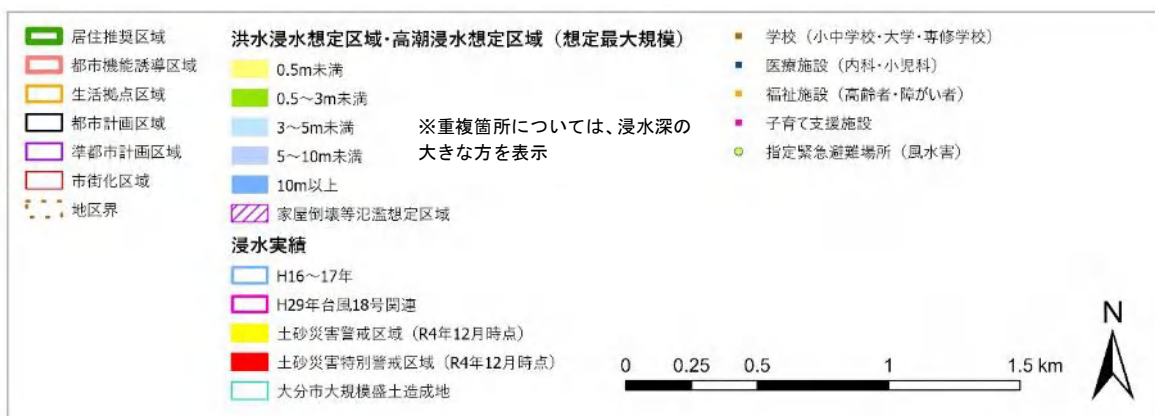 居住推奨区域
都市機能誘導区域
生活拠点区域
都市計画区域
準都市計画区域
市街化区域
地区界
洪水浸水想定区域・高潮浸水想定区域（想定最大規模）
0.5m未満
0.5～3m未満
3～5m未満
5～10m未満
10m以上
家屋倒壊等氾濫想定区域
※重複箇所については、浸水深の
大きな方を表示
浸水実績
H16～17年
H29年台風18号関連
土砂災害警戒区域（R4年12月時点）
土砂災害特別警戒区域（R4年12月時点）
大分市大規模盛土造成地
学校（小中学校・大学・専修学校）
医療施設（内科・小児科）
福祉施設（高齢者・障がい者）
子育て支援施設
指定緊急避難場所（風水害）
N
0 0.25 0.5 1 1.5 km